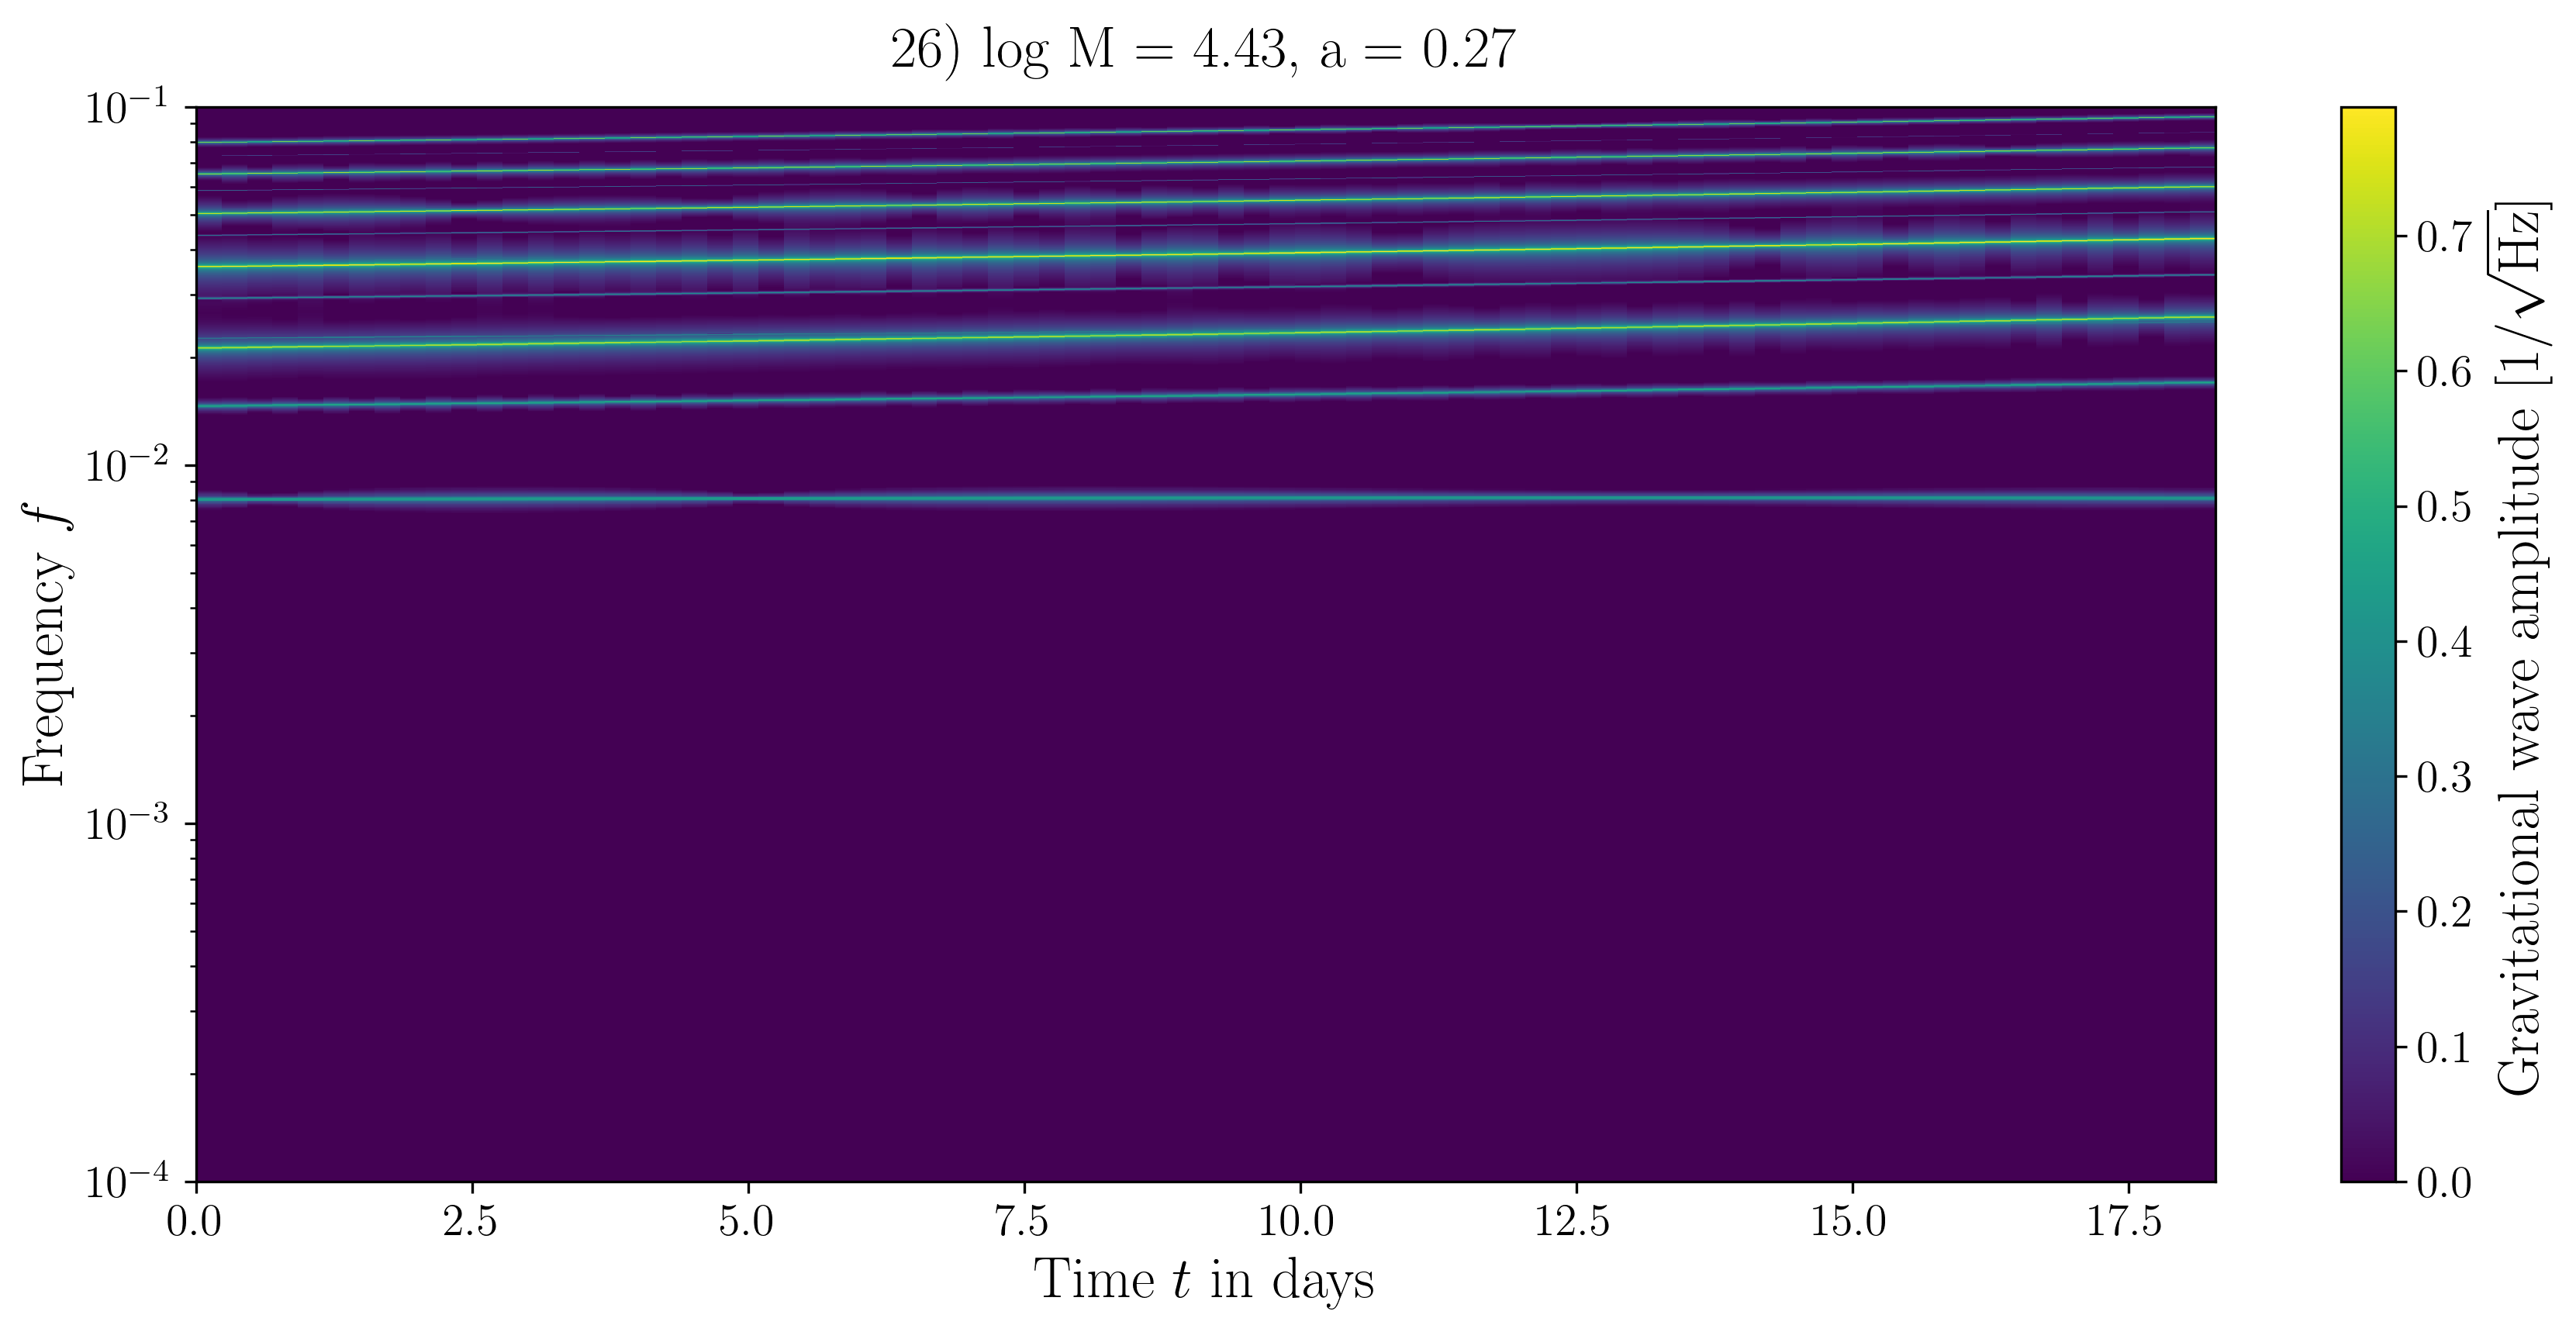 26) log M = 4.43, a = 0.27
10⁻¹
10⁻²
10⁻³
10⁻⁴
Frequency f
0.0 2.5 5.0 7.5 10.0 12.5 15.0 17.5
Time t in days
0.7
0.6
0.5
0.4
0.3
0.2
0.1
0.0
Gravitational wave amplitude [1/√Hz]